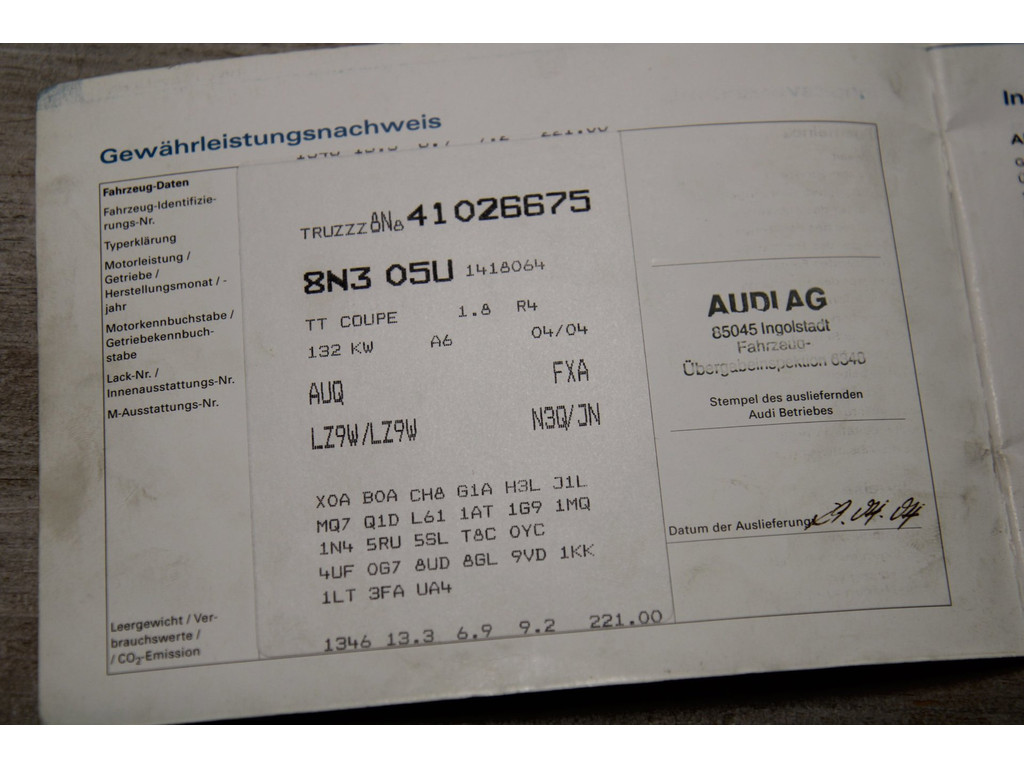 Gewährleistungsnachweis
In
Fahrzeug-Daten
Fahrzeug-Identifizie-
rungs-Nr.
Typerklärung
Motorleistung /
Getriebe /
Herstellungsmonat / -
jahr
Motorkennbuchstabe /
Getriebekennbuch-
stabe
Lack-Nr. /
Innenausstattungs-Nr.
M-Ausstattungs-Nr.
Leergewicht / Ver-
brauchswerte /
/ CO2-Emission
TRUZZZ8N841026675
8N3 05U 1418064
TT COUPE 1.8 R4
132 KW A6 04/04
AUQ FXA
LZ9W/LZ9W N3Q/JN
X0A B0A CH8 G1A H3L J1L
MQ7 Q1D L61 1AT 1G9 1MQ
1N4 5RU 5SL T8C 0YC
4UF 0G7 8UD 8GL 9VD 1KK
1LT 3FA UA4
1346 13.3 6.9 9.2 221.00
AUDI AG
85045 Ingolstadt
Fahrzeug-
Übergabeinspektion
Stempel des ausliefernden
Audi Betriebes
Datum der Auslieferung